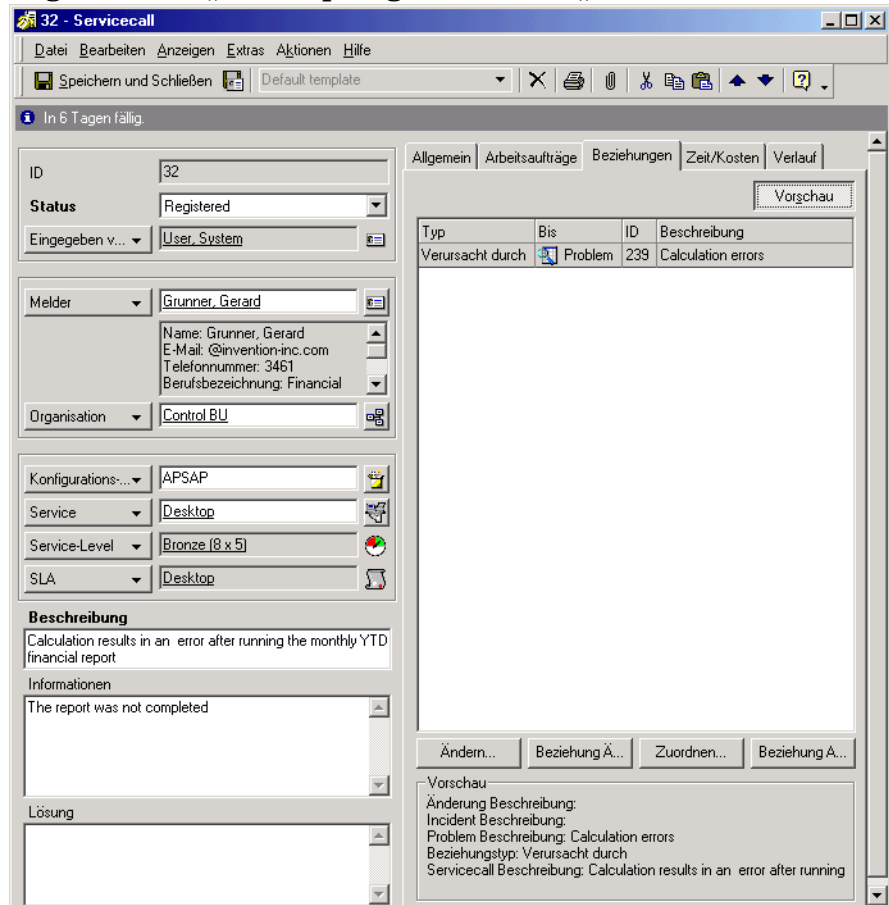 32 - Servicecall
Datei Bearbeiten Anzeigen Extras Aktionen Hilfe
Speichern und Schließen Default template
In 6 Tagen fällig.
ID 32
Status Registered
Eingegeben v... User, System
Melder Grunner, Gerard
Name: Grunner, Gerard
E-Mail: @invention-inc.com
Telefonnummer: 3461
Berufsbezeichnung: Financial
Organisation Control BU
Konfigurations-... APSAP
Service Desktop
Service-Level Bronze (8 x 5)
SLA Desktop
Beschreibung
Calculation results in an error after running the monthly YTD
financial report
Informationen
The report was not completed
Lösung
Allgemein Arbeitsaufträge Beziehungen Zeit/Kosten Verlauf
Vorschau
Typ Bis ID Beschreibung
Verursacht durch Problem 239 Calculation errors
Ändern... Beziehung Ä... Zuordnen... Beziehung A...
Vorschau
Änderung Beschreibung:
Incident Beschreibung:
Problem Beschreibung: Calculation errors
Beziehungstyp: Verursacht durch
Servicecall Beschreibung: Calculation results in an error after running